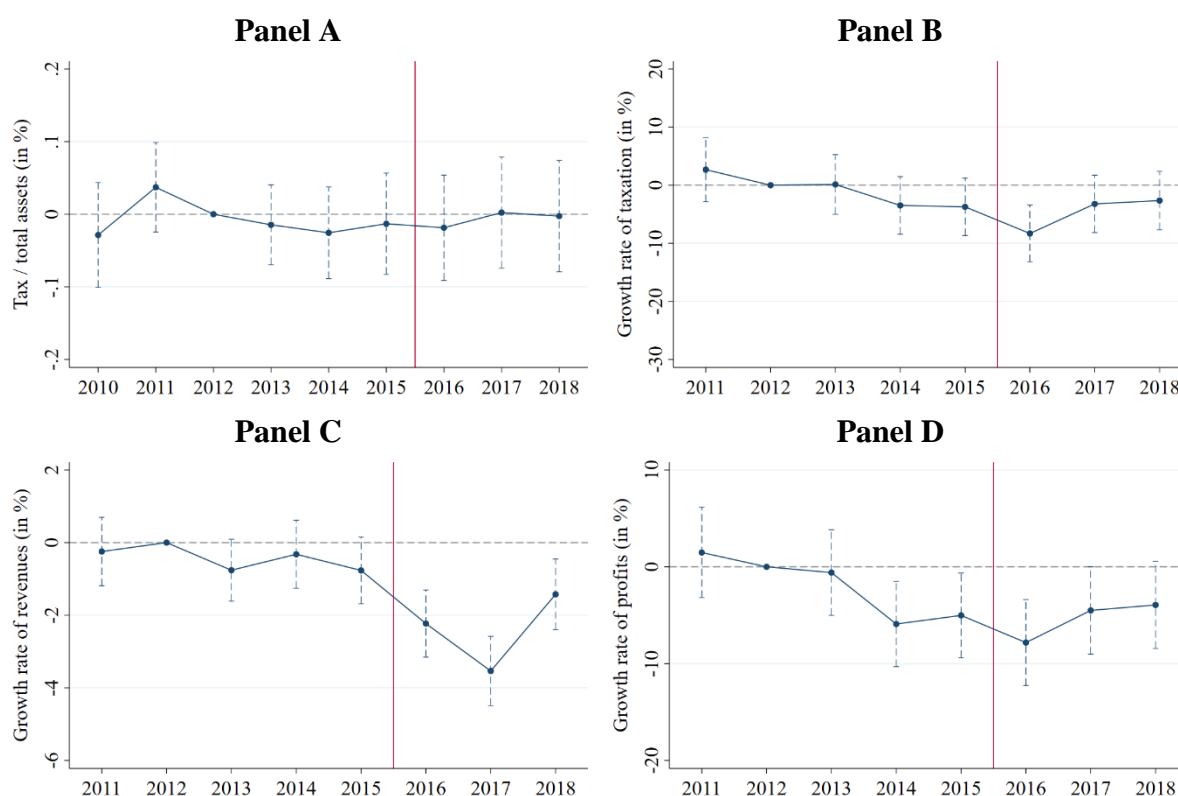 Panel A
Tax / total assets (in %)
.2
.1
0
-.1
-.2
2010 2011 2012 2013 2014 2015 2016 2017 2018
Panel B
Growth rate of taxation (in %)
20
10
0
-10
-20
-30
2011 2012 2013 2014 2015 2016 2017 2018
Panel C
Growth rate of revenues (in %)
2
0
-2
-4
-6
2011 2012 2013 2014 2015 2016 2017 2018
Panel D
Growth rate of profits (in %)
10
0
-10
-20
2011 2012 2013 2014 2015 2016 2017 2018